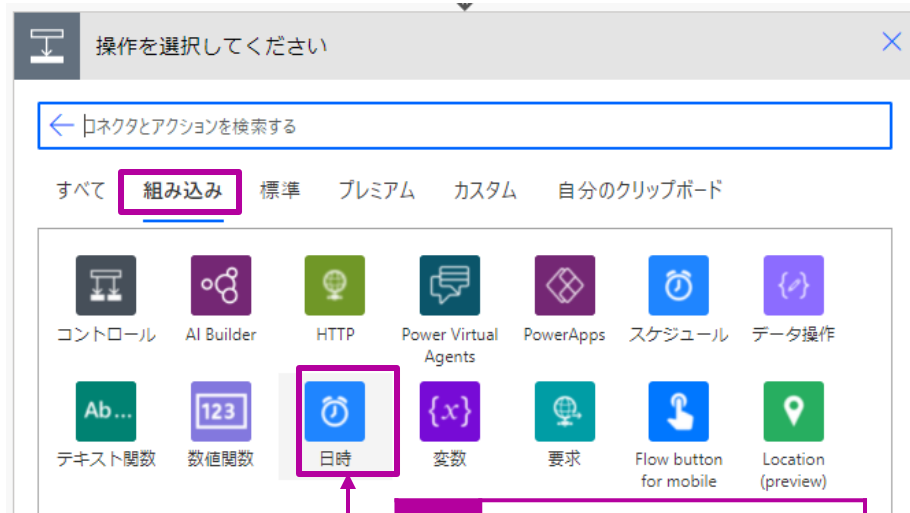 操作を選択してください
コネクタとアクションを検索する
すべて 組み込み 標準 プレミアム カスタム 自分のクリップボード
コントロール AI Builder HTTP Power Virtual Agents PowerApps スケジュール データ操作
Ab...
123
{x}
テキスト関数 数値関数 日時 変数 要求 Flow button for mobile Location (preview)